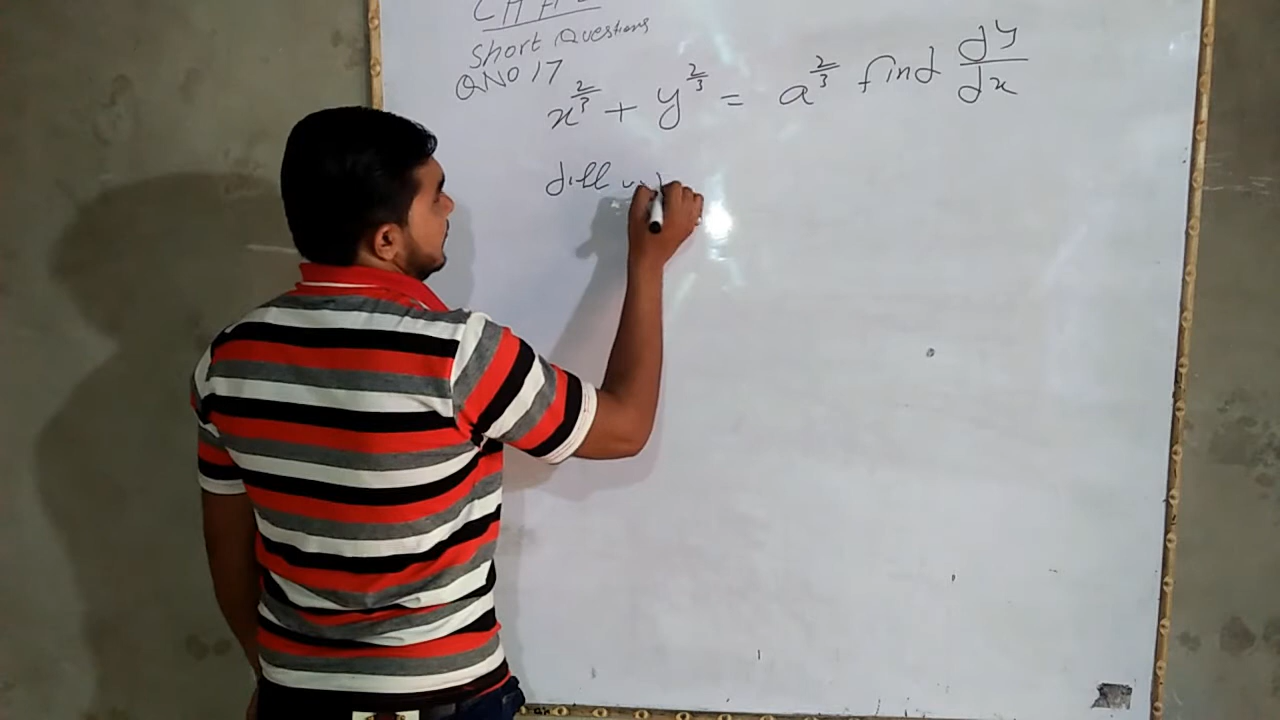 Short Questions
QNO 17
x^{2/3} + y^{2/3} = a^{2/3} find dy/dx
diff